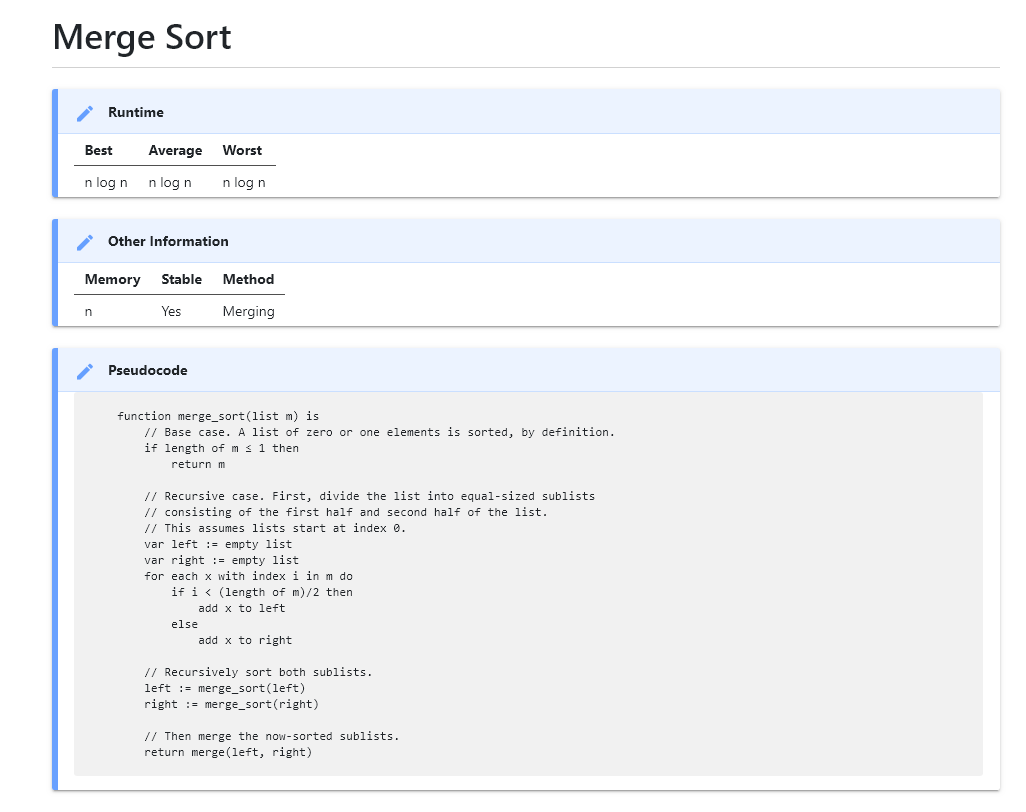 Merge Sort
Runtime
Best Average Worst
n log n n log n n log n
Other Information
Memory Stable Method
n Yes Merging
Pseudocode
function merge_sort(list m) is
    // Base case. A list of zero or one elements is sorted, by definition.
    if length of m ≤ 1 then
        return m

    // Recursive case. First, divide the list into equal-sized sublists
    // consisting of the first half and second half of the list.
    // This assumes lists start at index 0.
    var left := empty list
    var right := empty list
    for each x with index i in m do
        if i < (length of m)/2 then
            add x to left
        else
            add x to right

    // Recursively sort both sublists.
    left := merge_sort(left)
    right := merge_sort(right)

    // Then merge the now-sorted sublists.
    return merge(left, right)